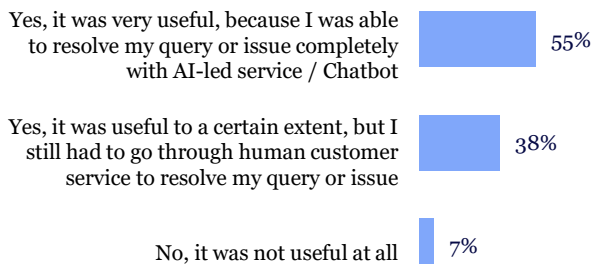 Yes, it was very useful, because I was able
to resolve my query or issue completely
with AI-led service / Chatbot
55%
Yes, it was useful to a certain extent, but I
still had to go through human customer
service to resolve my query or issue
38%
No, it was not useful at all
7%